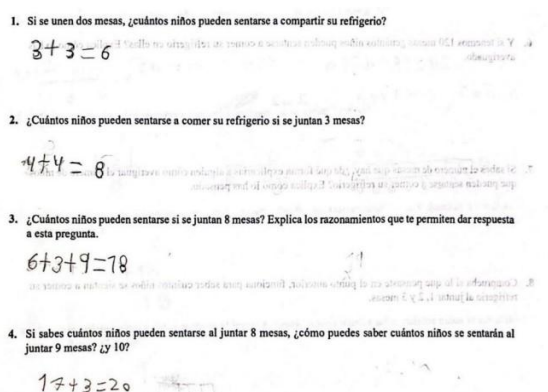 1. Si se unen dos mesas, ¿cuántos niños pueden sentarse a compartir su refrigerio?
3+3=6
2. ¿Cuántos niños pueden sentarse a comer su refrigerio si se juntan 3 mesas?
4+4=8
3. ¿Cuántos niños pueden sentarse si se juntan 8 mesas? Explica los razonamientos que te permiten dar respuesta
a esta pregunta.
6+3+9=18
4. Si sabes cuántos niños pueden sentarse al juntar 8 mesas, ¿cómo puedes saber cuántos niños se sentarán al
juntar 9 mesas? ¿y 10?
17+3=20